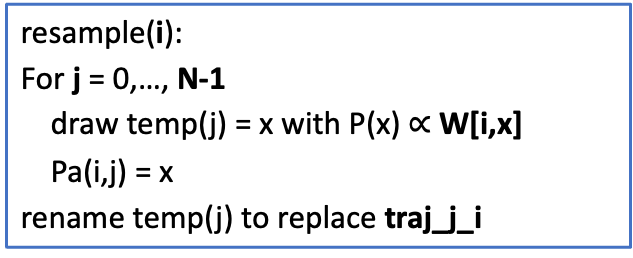 resample(i):
For j = 0,..., N-1
draw temp(j) = x with P(x) ∝ W[i,x]
Pa(i,j) = x
rename temp(j) to replace traj_j_i